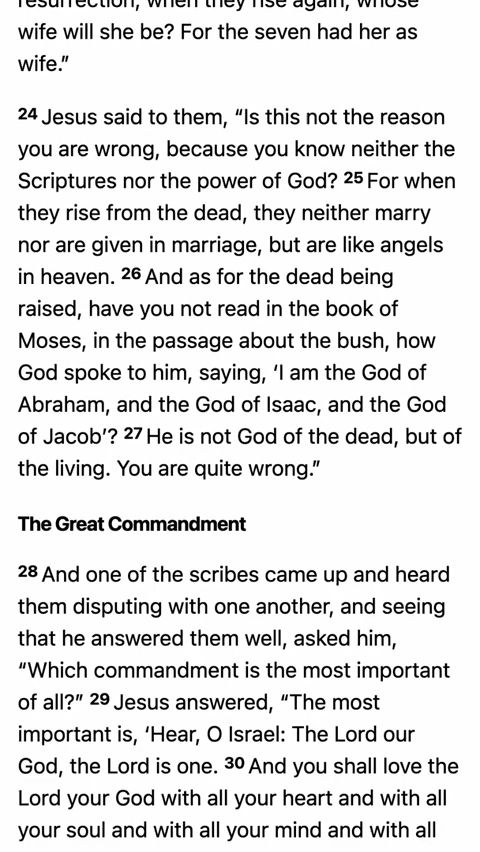 resurrection, when they rise again, whose
wife will she be? For the seven had her as
wife.”
24 Jesus said to them, “Is this not the reason
you are wrong, because you know neither the
Scriptures nor the power of God? 25 For when
they rise from the dead, they neither marry
nor are given in marriage, but are like angels
in heaven. 26 And as for the dead being
raised, have you not read in the book of
Moses, in the passage about the bush, how
God spoke to him, saying, ‘I am the God of
Abraham, and the God of Isaac, and the God
of Jacob’? 27 He is not God of the dead, but of
the living. You are quite wrong.”
The Great Commandment
28 And one of the scribes came up and heard
them disputing with one another, and seeing
that he answered them well, asked him,
“Which commandment is the most important
of all?” 29 Jesus answered, “The most
important is, ‘Hear, O Israel: The Lord our
God, the Lord is one. 30 And you shall love the
Lord your God with all your heart and with all
your soul and with all your mind and with all